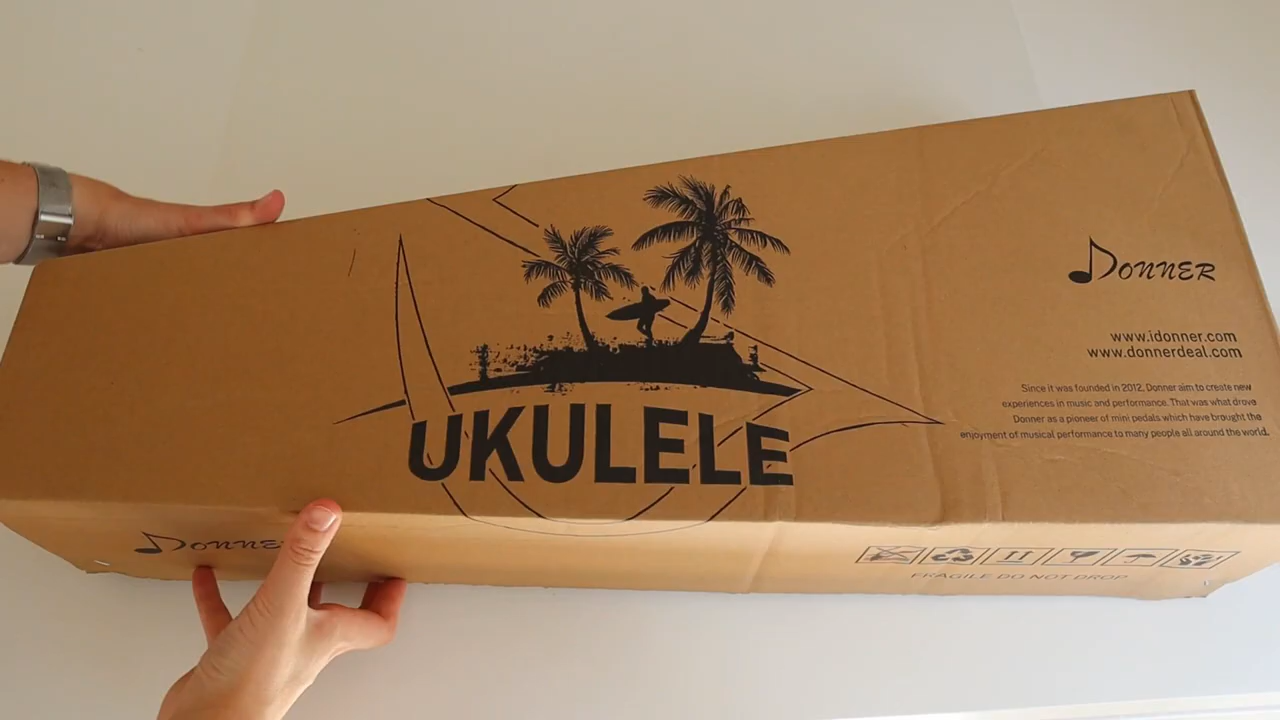 UKULELE
Donner
www.idonner.com
www.donnerdeal.com
Since it was founded in 2012, Donner aim to create new
experiences in music and performance. That was what drove
Donner as a pioneer of mini pedals which have brought the
enjoyment of musical performance to many people all around the world.
Donne
FRAGILE DO NOT DROP